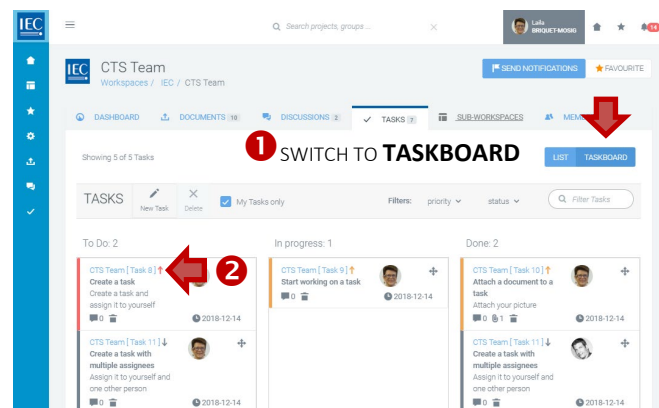 IEC
Search projects, groups ...
Laila
BRIQUET-MOSIG
14
IEC
CTS Team
Workspaces / IEC / CTS Team
SEND NOTIFICATIONS
FAVOURITE
DASHBOARD
DOCUMENTS 10
DISCUSSIONS 2
TASKS 7
SUB-WORKSPACES
Showing 5 of 5 Tasks
1 SWITCH TO TASKBOARD
LIST TASKBOARD
TASKS
New Task
Delete
My Tasks only
Filters: priority status
Filter Tasks
To Do: 2
In progress: 1
Done: 2
CTS Team [ Task 8 ]
Create a task
Create a task and
assign it to yourself
0
2018-12-14
2
CTS Team [ Task 11 ]
Create a task with
multiple assignees
Assign it to yourself and
one other person
0
2018-12-14
CTS Team [ Task 9 ]
Start working on a task
0
2018-12-14
CTS Team [ Task 10 ]
Attach a document to a
task
Attach your picture
0 1
2018-12-14
CTS Team [ Task 11 ]
Create a task with
multiple assignees
Assign it to yourself and
one other person
0
2018-12-14